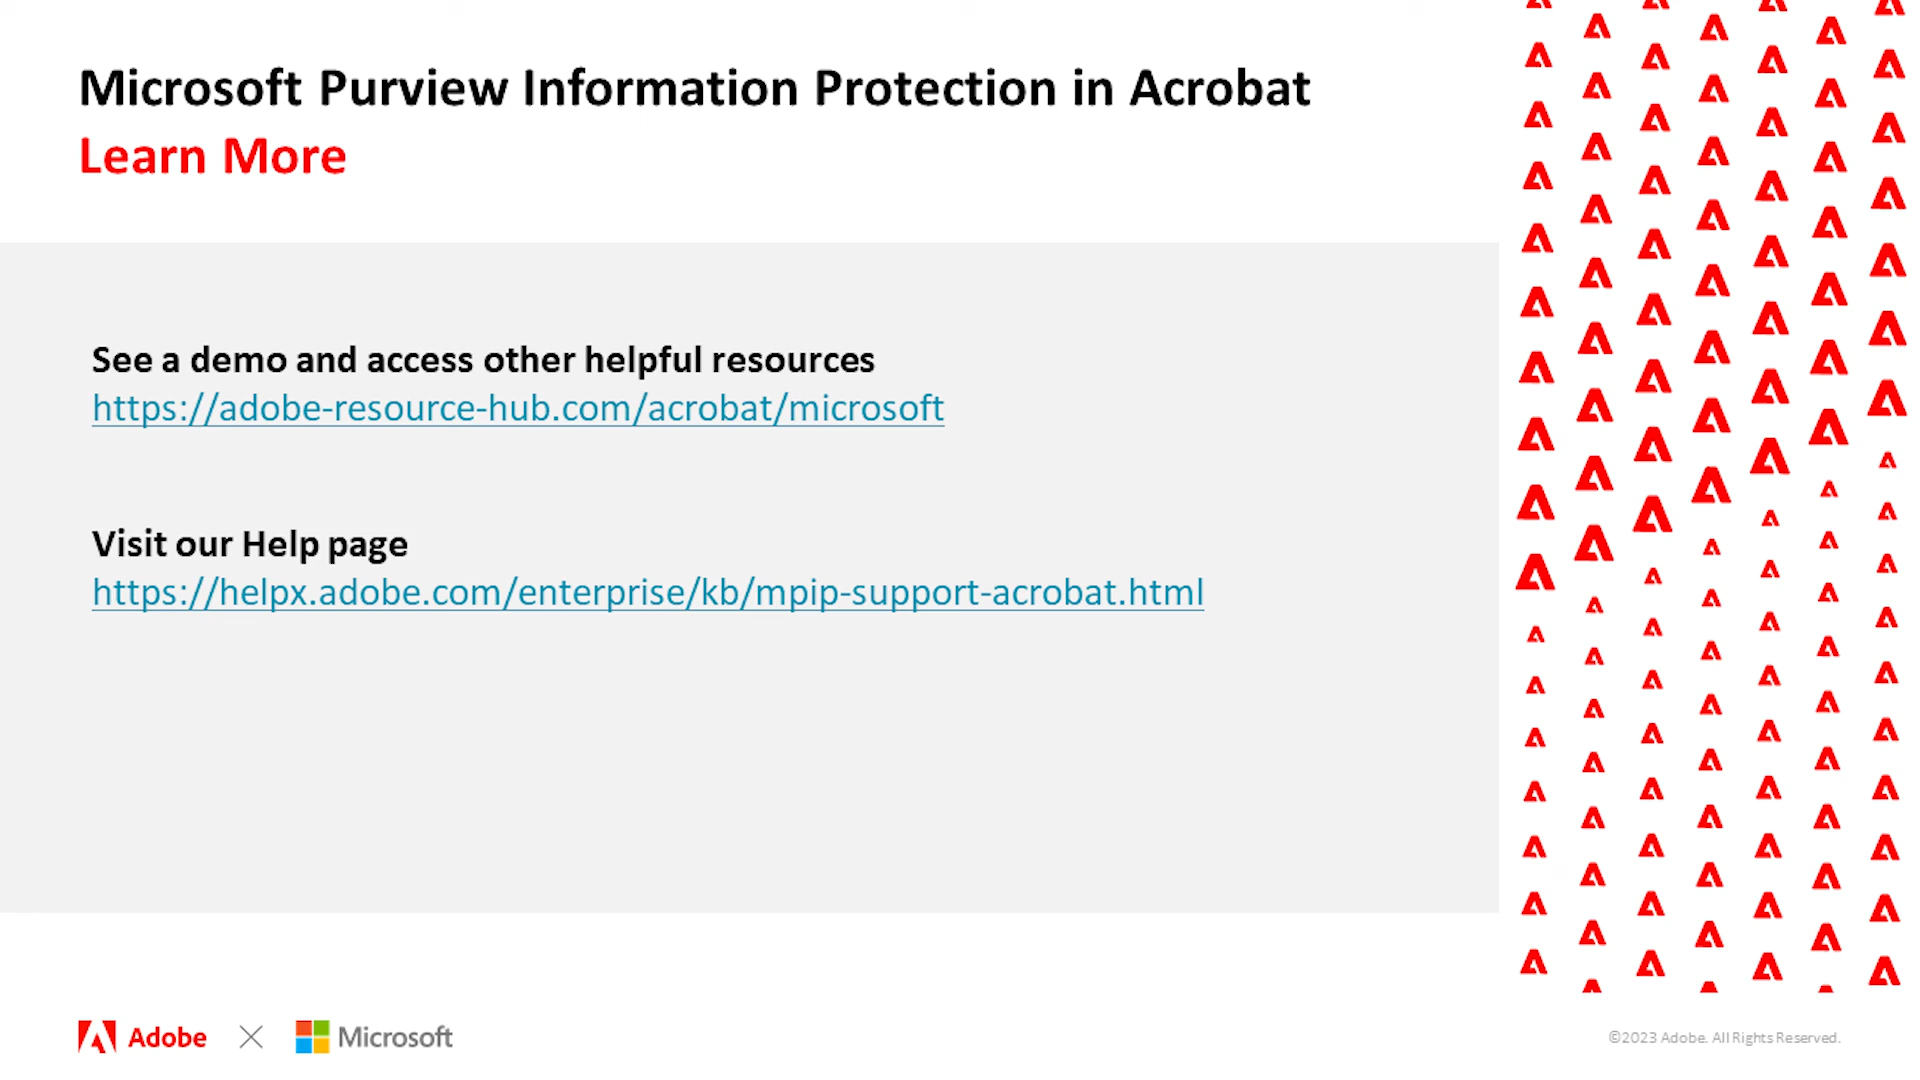 Microsoft Purview Information Protection in Acrobat
Learn More
See a demo and access other helpful resources
https://adobe-resource-hub.com/acrobat/microsoft
Visit our Help page
https://helpx.adobe.com/enterprise/kb/mpip-support-acrobat.html
Adobe × Microsoft
©2023 Adobe. All Rights Reserved.